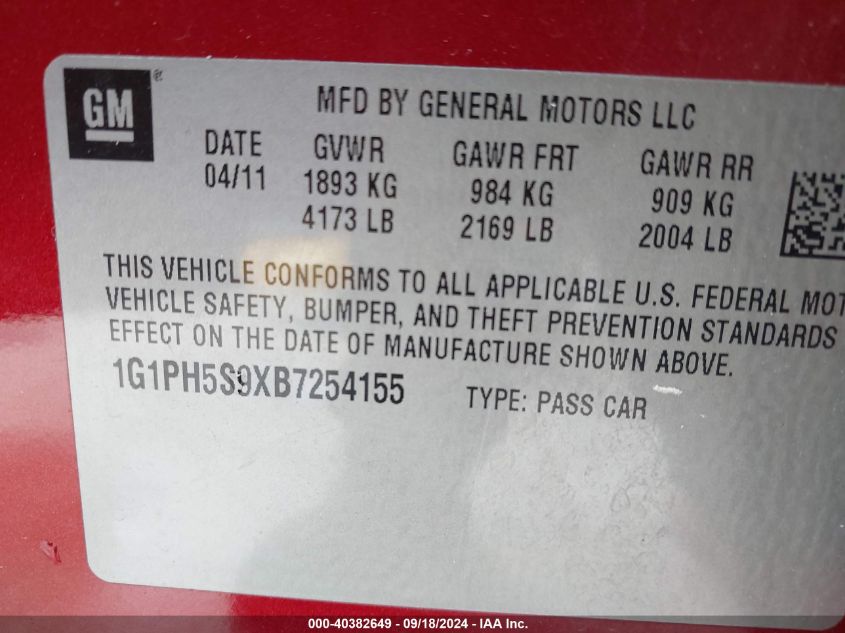 GM ®
MFD BY GENERAL MOTORS LLC
DATE GVWR GAWR FRT GAWR RR
04/11 1893 KG 984 KG 909 KG
4173 LB 2169 LB 2004 LB
THIS VEHICLE CONFORMS TO ALL APPLICABLE U.S. FEDERAL MOT
VEHICLE SAFETY, BUMPER, AND THEFT PREVENTION STANDARDS
EFFECT ON THE DATE OF MANUFACTURE SHOWN ABOVE.
1G1PH5S9XB7254155 TYPE: PASS CAR
000-40382649 - 09/18/2024 - IAA Inc.